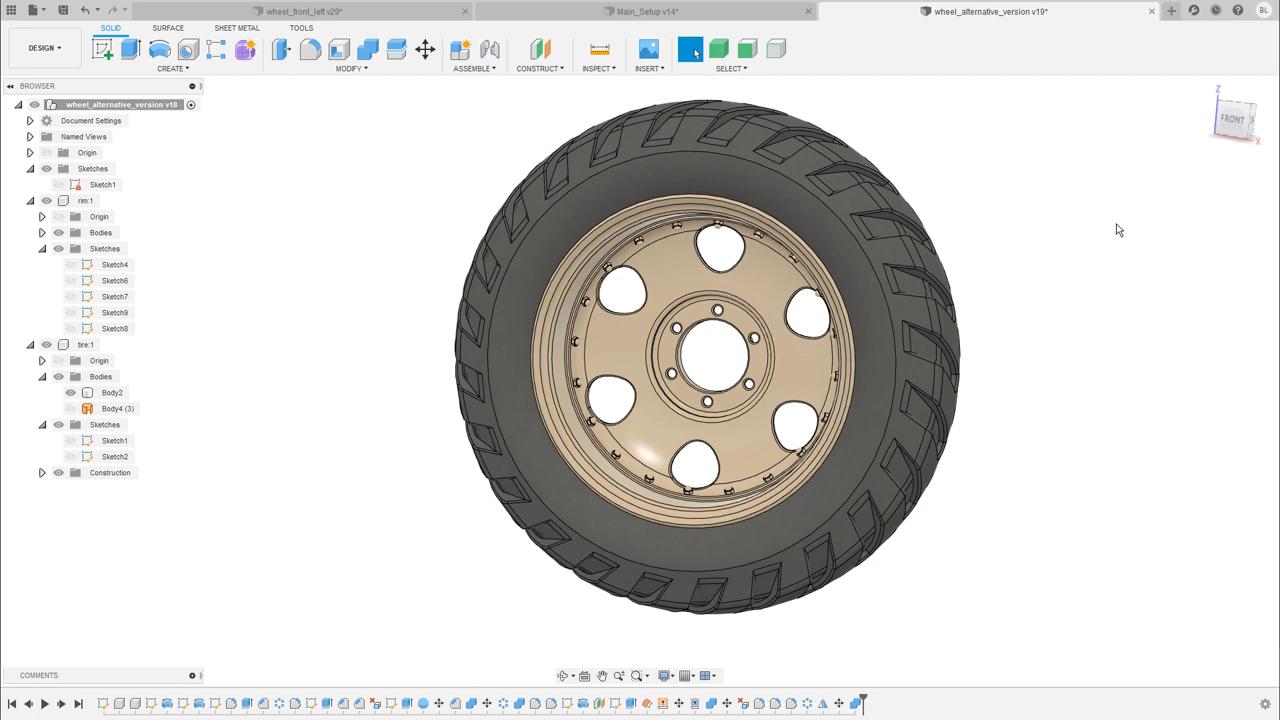 wheel_front_left v29*
Main_Setup v14*
wheel_alternative_version v19*
BL
SOLID
SURFACE
SHEET METAL
TOOLS
DESIGN
CREATE
MODIFY
ASSEMBLE
CONSTRUCT
INSPECT
INSERT
SELECT
BROWSER
wheel_alternative_version v18
Document Settings
Named Views
Origin
Sketches
Sketch1
rim:1
Origin
Bodies
Sketches
Sketch4
Sketch6
Sketch7
Sketch9
Sketch8
tire:1
Origin
Bodies
Body2
Body4 (3)
Sketches
Sketch1
Sketch2
Construction
Z
FRONT
X
COMMENTS